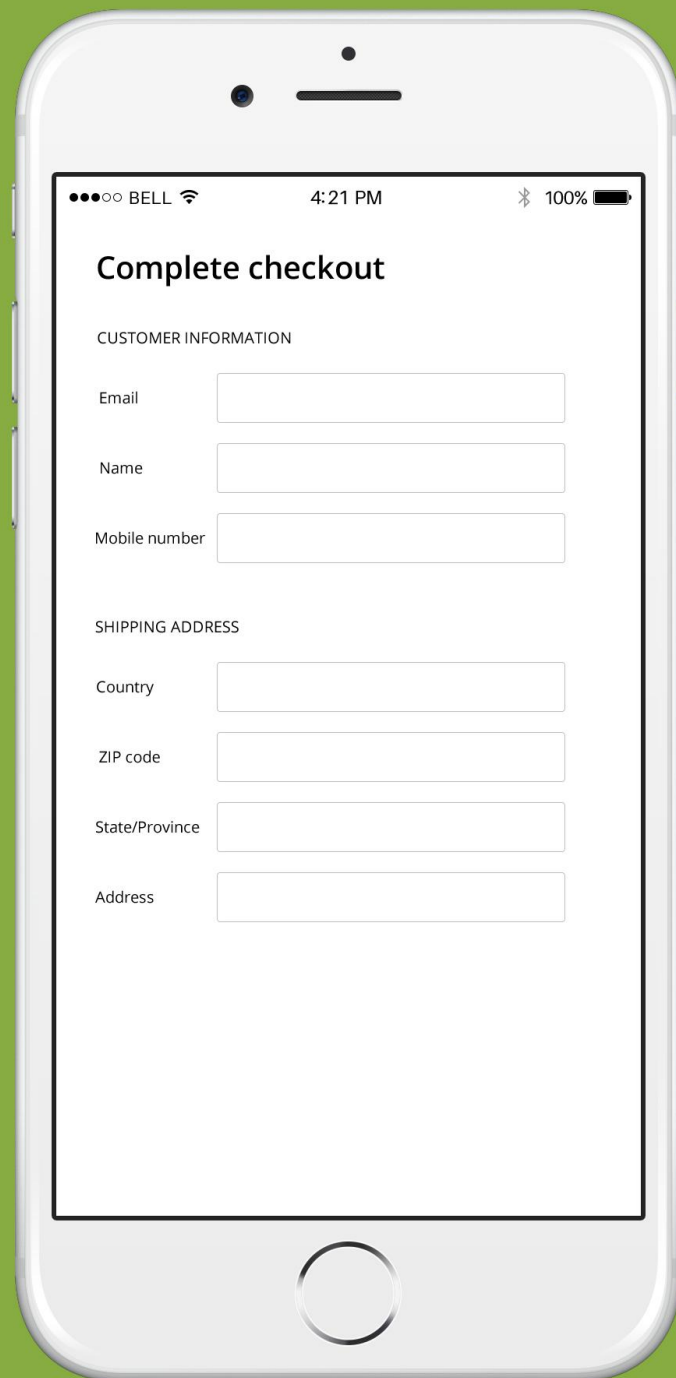 BELL 4:21 PM 100%
Complete checkout
CUSTOMER INFORMATION
Email
Name
Mobile number
SHIPPING ADDRESS
Country
ZIP code
State/Province
Address